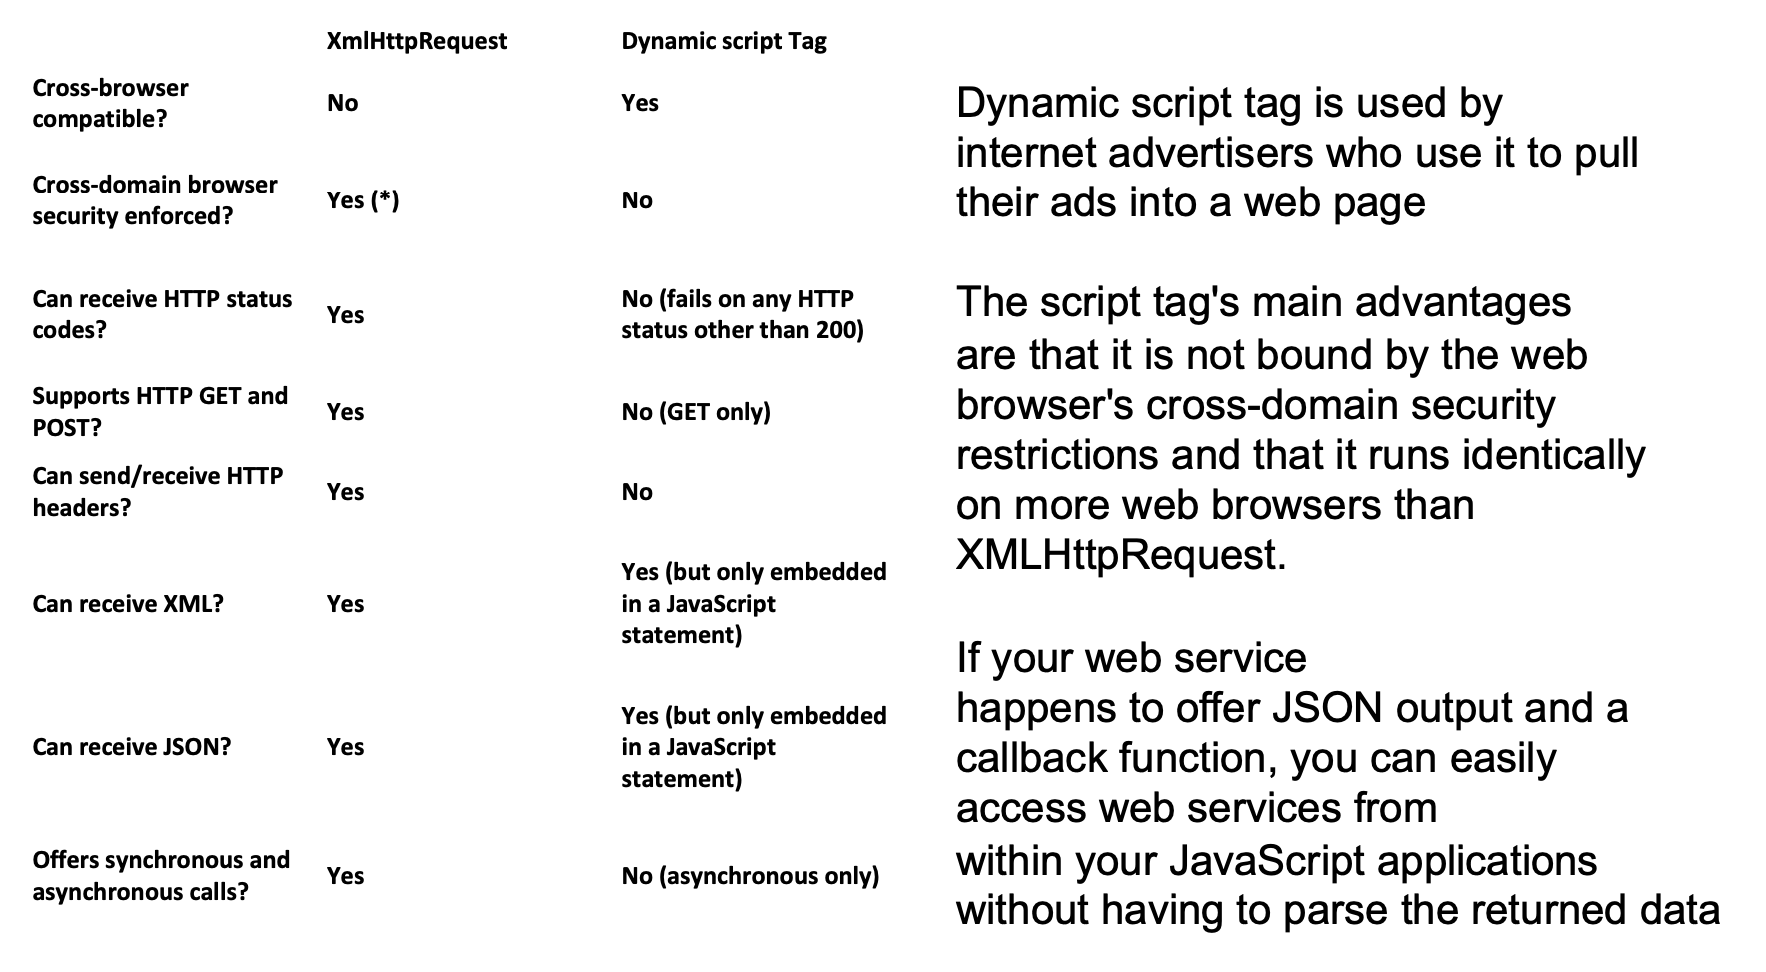 XmlHttpRequest Dynamic script Tag
Cross-browser
compatible?
No
Yes
Cross-domain browser
security enforced?
Yes (*)
No
Can receive HTTP status
codes?
Yes
No (fails on any HTTP
status other than 200)
Supports HTTP GET and
POST?
Yes
No (GET only)
Can send/receive HTTP
headers?
Yes
No
Can receive XML?
Yes
Yes (but only embedded
in a JavaScript
statement)
Can receive JSON?
Yes
Yes (but only embedded
in a JavaScript
statement)
Offers synchronous and
asynchronous calls?
Yes
No (asynchronous only)
Dynamic script tag is used by
internet advertisers who use it to pull
their ads into a web page
The script tag's main advantages
are that it is not bound by the web
browser's cross-domain security
restrictions and that it runs identically
on more web browsers than
XMLHttpRequest.
If your web service
happens to offer JSON output and a
callback function, you can easily
access web services from
within your JavaScript applications
without having to parse the returned data